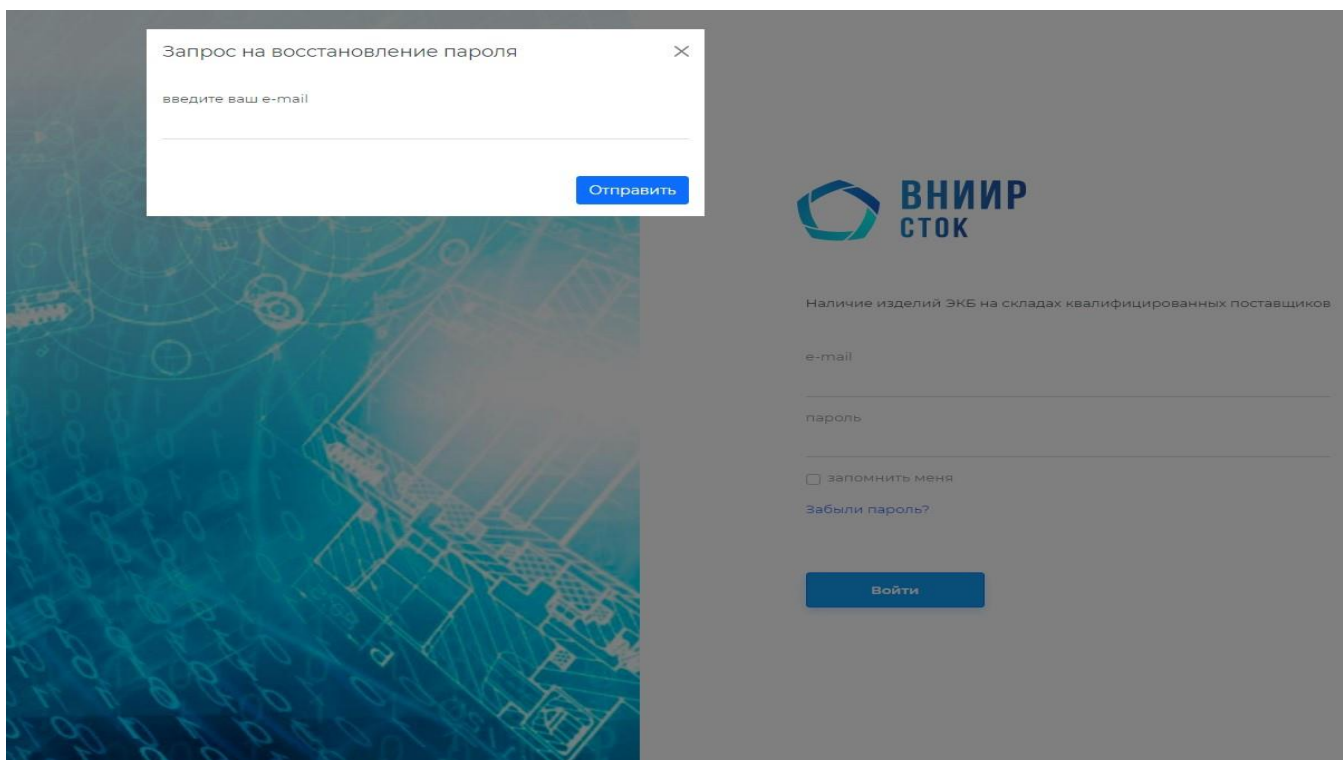 Запрос на восстановление пароля
введите ваш e-mail
Отправить
ВНИИР
СТОК
Наличие изделий ЭКБ на складах квалифицированных поставщиков
e-mail
пароль
запомнить меня
Забыли пароль?
Войти